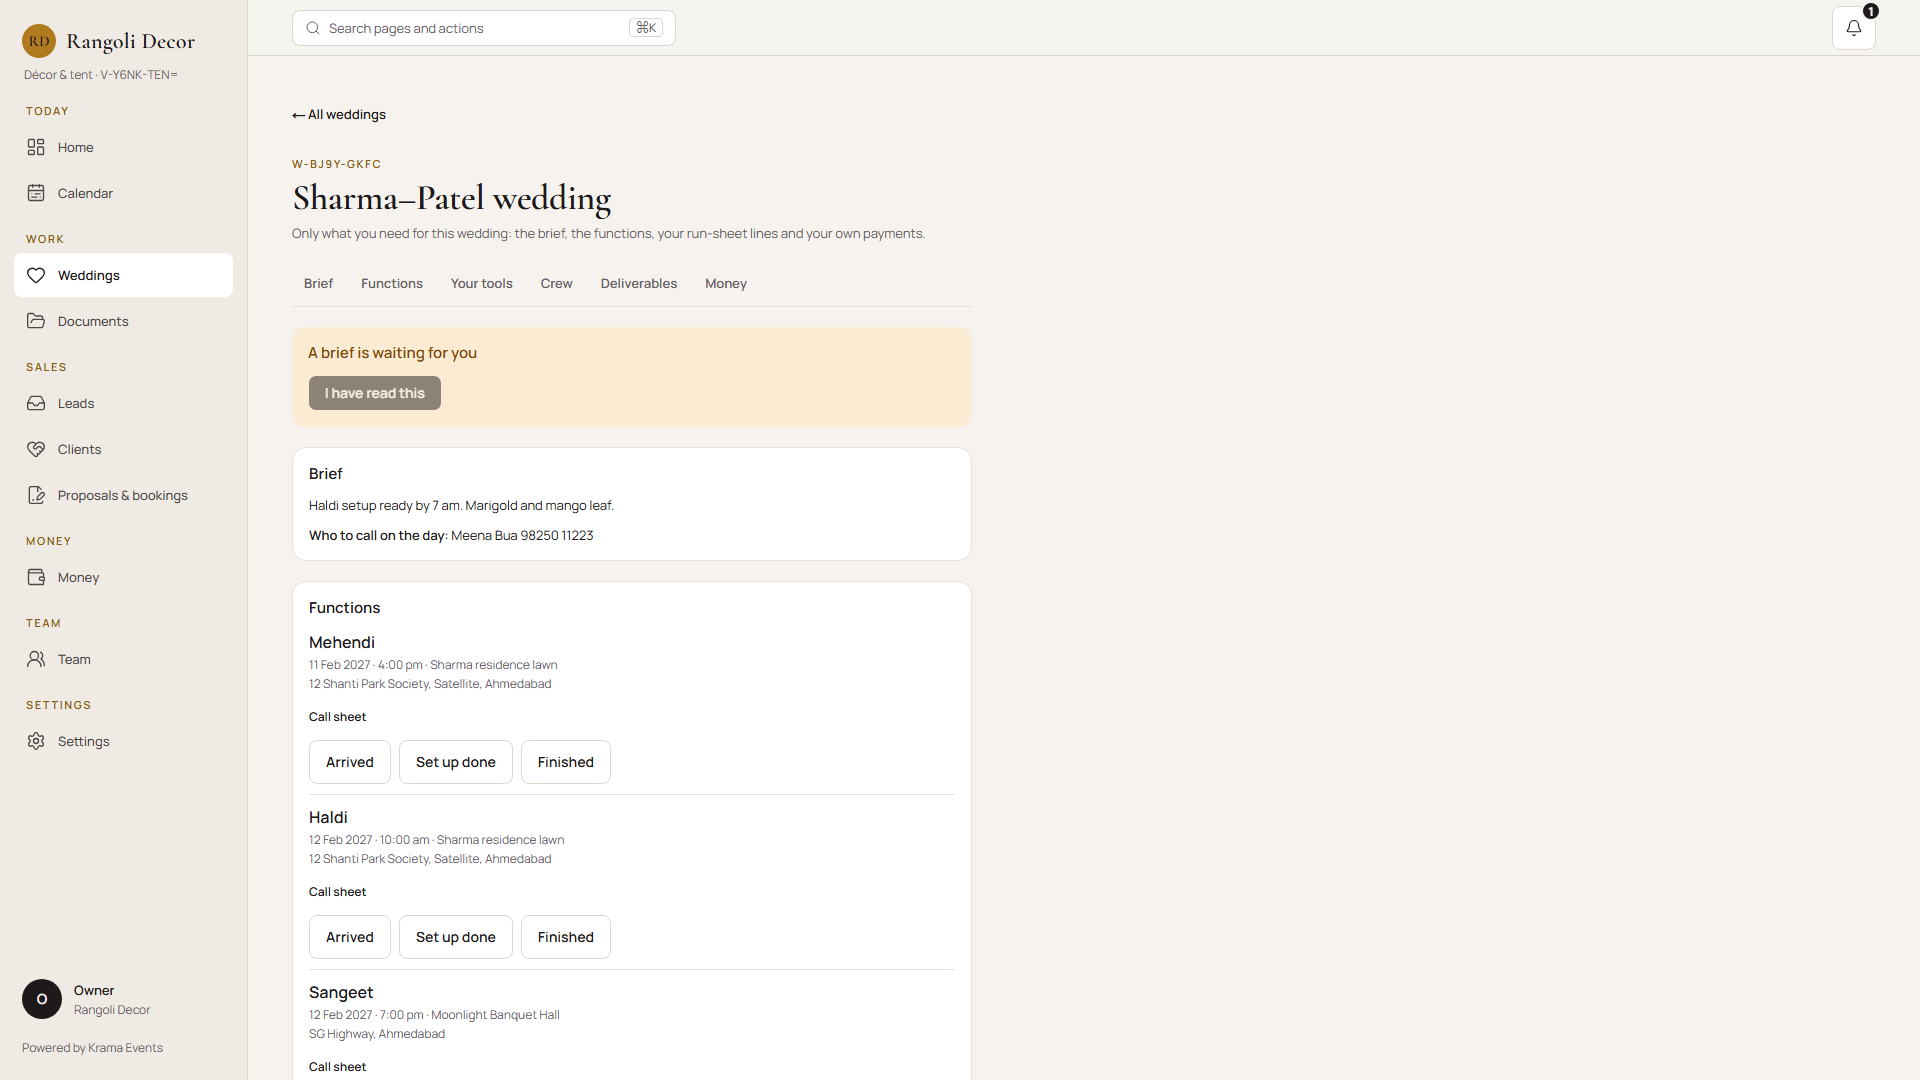 RD
Rangoli Decor
Décor & tent · V-Y6NK-TEN=
TODAY
Home
Calendar
WORK
Weddings
Documents
SALES
Leads
Clients
Proposals & bookings
MONEY
Money
TEAM
Team
SETTINGS
Settings
O
Owner
Rangoli Decor
Powered by Krama Events
Search pages and actions
⌘K
1
← All weddings
W-BJ9Y-GKFC
Sharma–Patel wedding
Only what you need for this wedding: the brief, the functions, your run-sheet lines and your own payments.
Brief Functions Your tools Crew Deliverables Money
A brief is waiting for you
I have read this
Brief
Haldi setup ready by 7 am. Marigold and mango leaf.
Who to call on the day: Meena Bua 98250 11223
Functions
Mehendi
11 Feb 2027 · 4:00 pm · Sharma residence lawn
12 Shanti Park Society, Satellite, Ahmedabad
Call sheet
Arrived Set up done Finished
Haldi
12 Feb 2027 · 10:00 am · Sharma residence lawn
12 Shanti Park Society, Satellite, Ahmedabad
Call sheet
Arrived Set up done Finished
Sangeet
12 Feb 2027 · 7:00 pm · Moonlight Banquet Hall
SG Highway, Ahmedabad
Call sheet